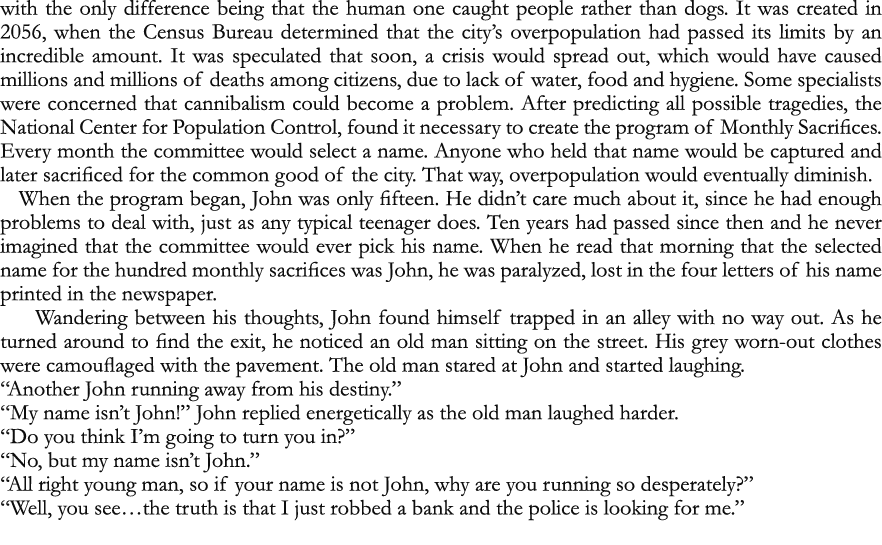 with the only difference being that the human one caught people rather than dogs. It was created in
2056, when the Census Bureau determined that the city’s overpopulation had passed its limits by an
incredible amount. It was speculated that soon, a crisis would spread out, which would have caused
millions and millions of deaths among citizens, due to lack of water, food and hygiene. Some specialists
were concerned that cannibalism could become a problem. After predicting all possible tragedies, the
National Center for Population Control, found it necessary to create the program of Monthly Sacrifices.
Every month the committee would select a name. Anyone who held that name would be captured and
later sacrificed for the common good of the city. That way, overpopulation would eventually diminish.
When the program began, John was only fifteen. He didn’t care much about it, since he had enough
problems to deal with, just as any typical teenager does. Ten years had passed since then and he never
imagined that the committee would ever pick his name. When he read that morning that the selected
name for the hundred monthly sacrifices was John, he was paralyzed, lost in the four letters of his name
printed in the newspaper.
Wandering between his thoughts, John found himself trapped in an alley with no way out. As he
turned around to find the exit, he noticed an old man sitting on the street. His grey worn-out clothes
were camouflaged with the pavement. The old man stared at John and started laughing.
“Another John running away from his destiny.”
“My name isn’t John!” John replied energetically as the old man laughed harder.
“Do you think I’m going to turn you in?”
“No, but my name isn’t John.”
“All right young man, so if your name is not John, why are you running so desperately?”
“Well, you see…the truth is that I just robbed a bank and the police is looking for me.”